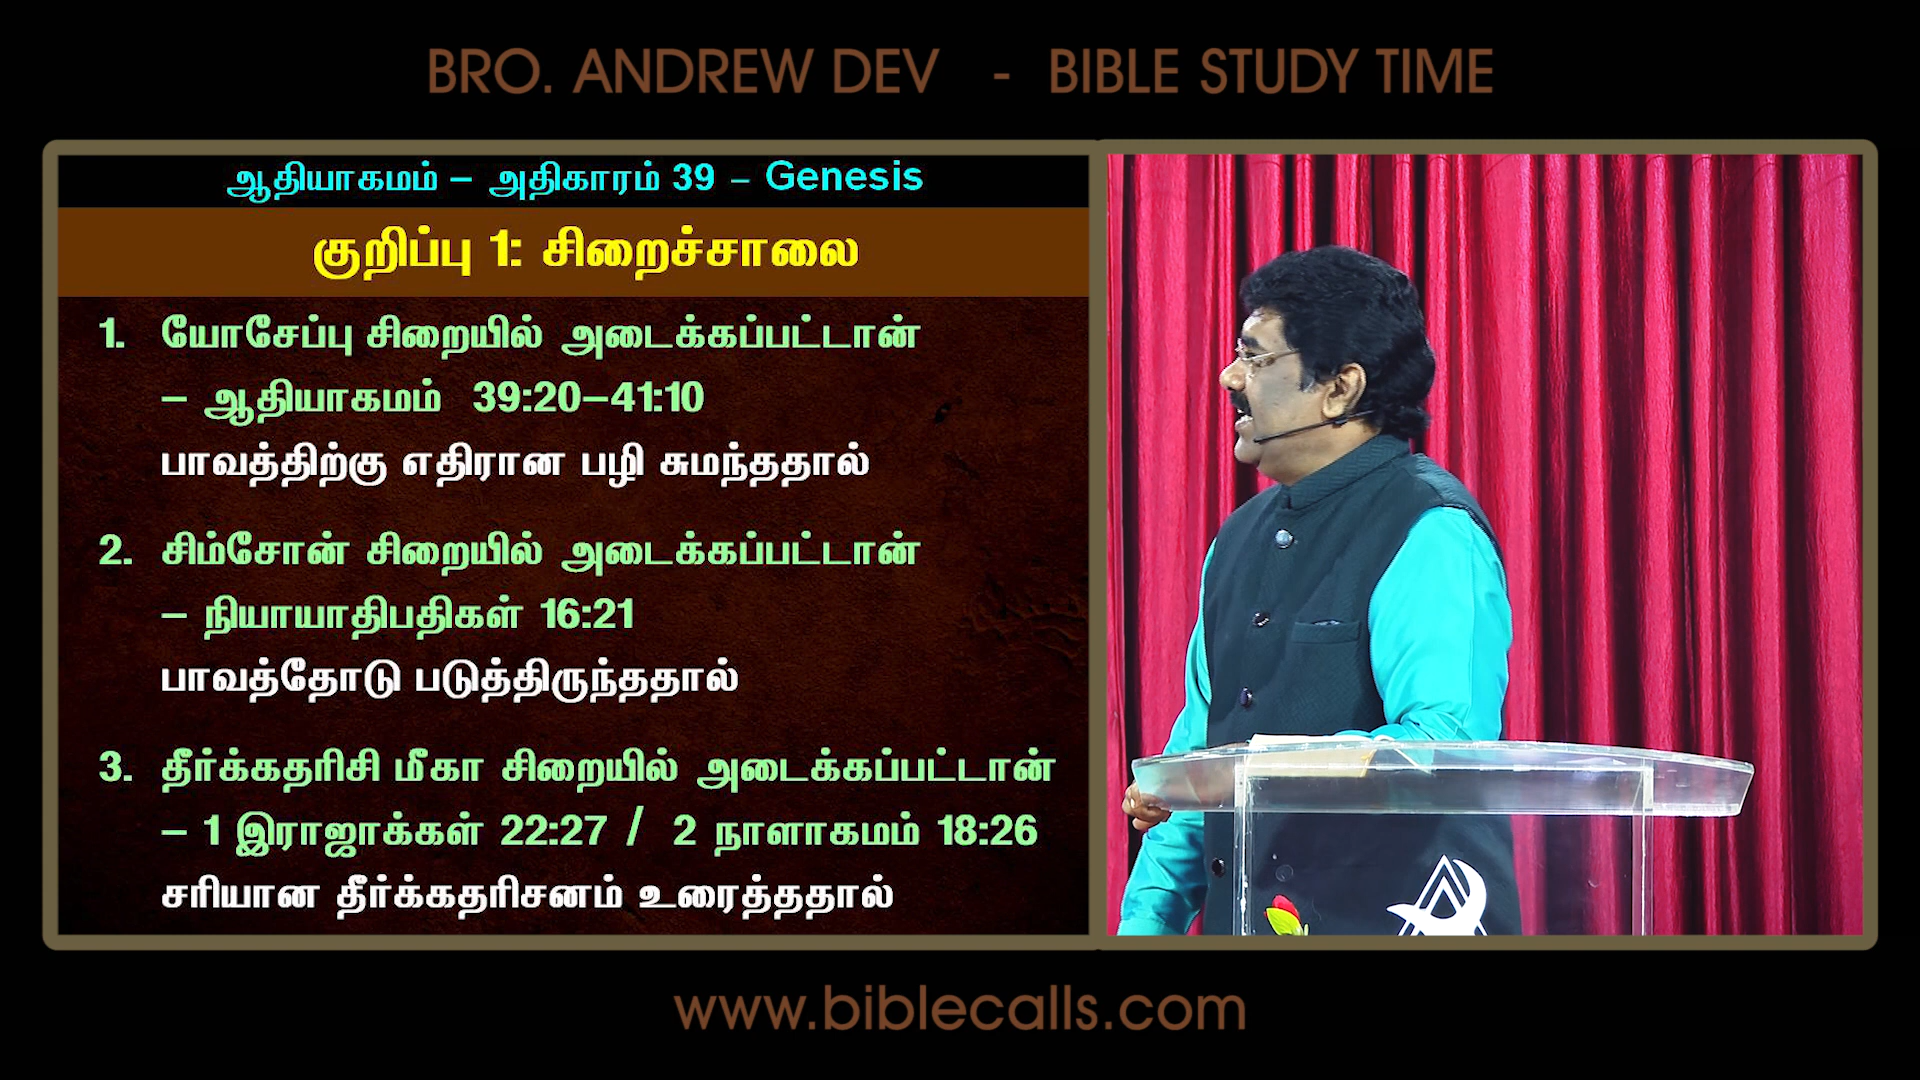 BRO. ANDREW DEV - BIBLE STUDY TIME
ஆதியாகமம் – அதிகாரம் 39 – Genesis
குறிப்பு 1: சிறைச்சாலை
1. யோசேப்பு சிறையில் அடைக்கப்பட்டான்
– ஆதியாகமம் 39:20–41:10
பாவத்திற்கு எதிரான பழி சுமந்ததால்
2. சிம்சோன் சிறையில் அடைக்கப்பட்டான்
– நியாயாதிபதிகள் 16:21
பாவத்தோடு படுத்திருந்ததால்
3. தீர்க்கதரிசி மீகா சிறையில் அடைக்கப்பட்டான்
– 1 இராஜாக்கள் 22:27 / 2 நாளாகமம் 18:26
சரியான தீர்க்கதரிசனம் உரைத்ததால்
www.biblecalls.com